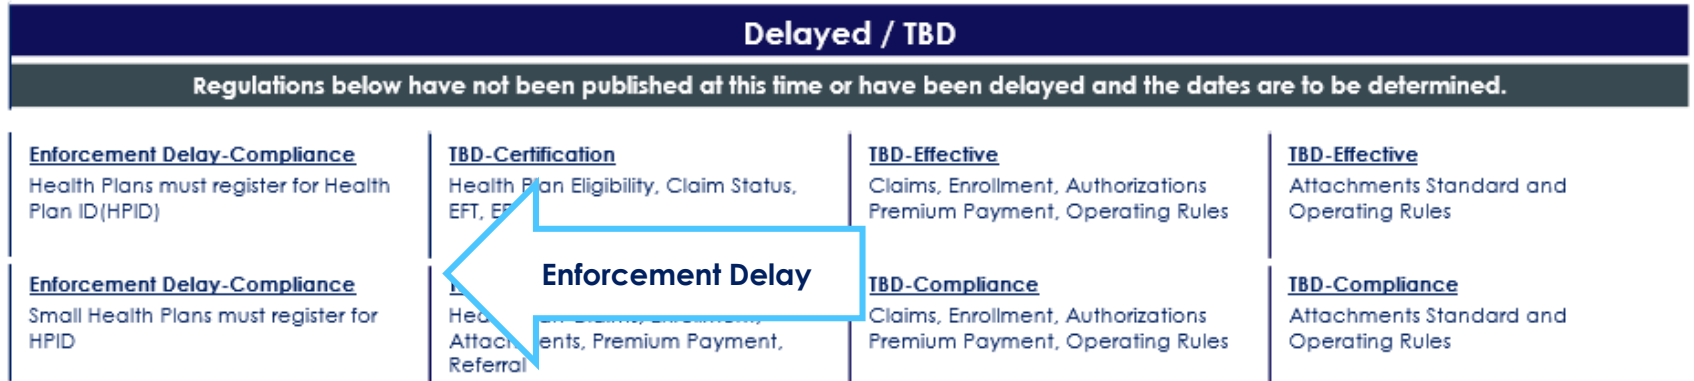 Delayed / TBD
Regulations below have not been published at this time or have been delayed and the dates are to be determined.
Enforcement Delay-Compliance
Health Plans must register for Health
Plan ID(HPID)
TBD-Certification
Health Plan Eligibility, Claim Status,
EFT,
TBD-Effective
Claims, Enrollment, Authorizations
Premium Payment, Operating Rules
TBD-Effective
Attachments Standard and
Operating Rules
Enforcement Delay
Enforcement Delay-Compliance
Small Health Plans must register for
HPID
Attachments, Premium Payment,
Referral
TBD-Compliance
Claims, Enrollment, Authorizations
Premium Payment, Operating Rules
TBD-Compliance
Attachments Standard and
Operating Rules